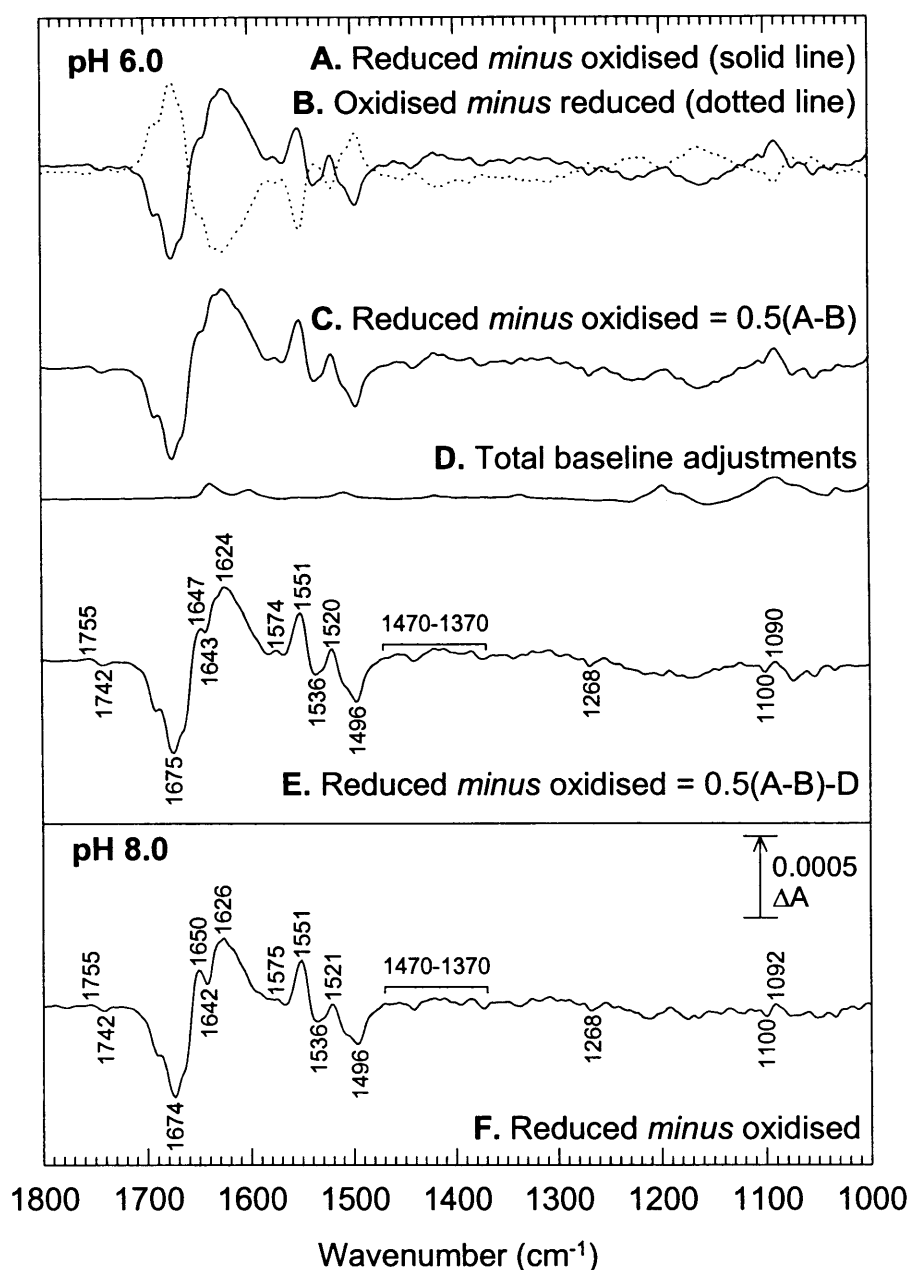 pH 6.0
A. Reduced minus oxidised (solid line)
B. Oxidised minus reduced (dotted line)
C. Reduced minus oxidised = 0.5(A-B)
D. Total baseline adjustments
1755
1742
1675
1647
1643
1624
1574
1551
1536
1520
1496
1470-1370
1268
1100
1090
E. Reduced minus oxidised = 0.5(A-B)-D
pH 8.0
0.0005
ΔA
1755
1742
1674
1650
1642
1626
1575
1551
1536
1521
1496
1470-1370
1268
1100
1092
F. Reduced minus oxidised
1800 1700 1600 1500 1400 1300 1200 1100 1000
Wavenumber (cm⁻¹)